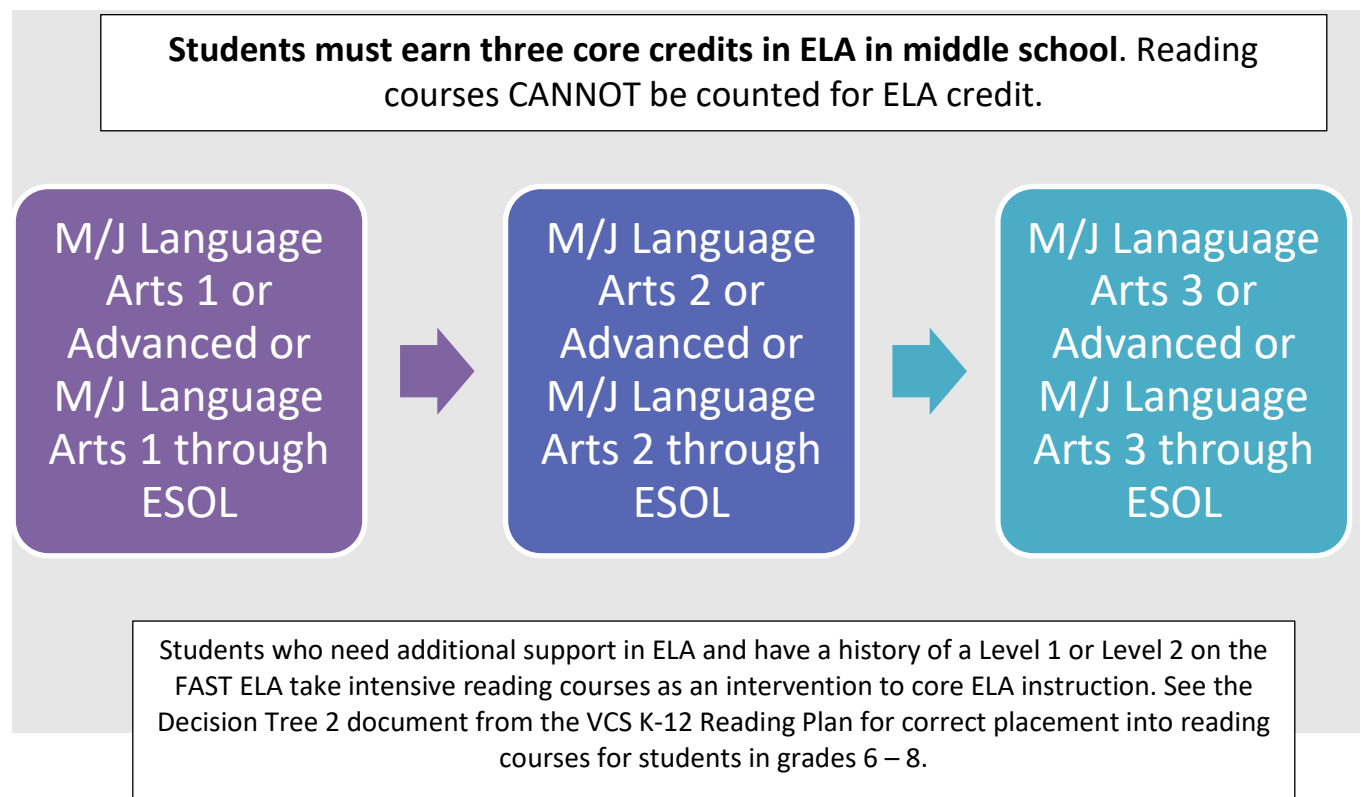 Students must earn three core credits in ELA in middle school. Reading
courses CANNOT be counted for ELA credit.
M/J Language
Arts 1 or
Advanced or
M/J Language
Arts 1 through
ESOL
M/J Language
Arts 2 or
Advanced or
M/J Language
Arts 2 through
ESOL
M/J Lanaguage
Arts 3 or
Advanced or
M/J Language
Arts 3 through
ESOL
Students who need additional support in ELA and have a history of a Level 1 or Level 2 on the
FAST ELA take intensive reading courses as an intervention to core ELA instruction. See the
Decision Tree 2 document from the VCS K-12 Reading Plan for correct placement into reading
courses for students in grades 6 – 8.